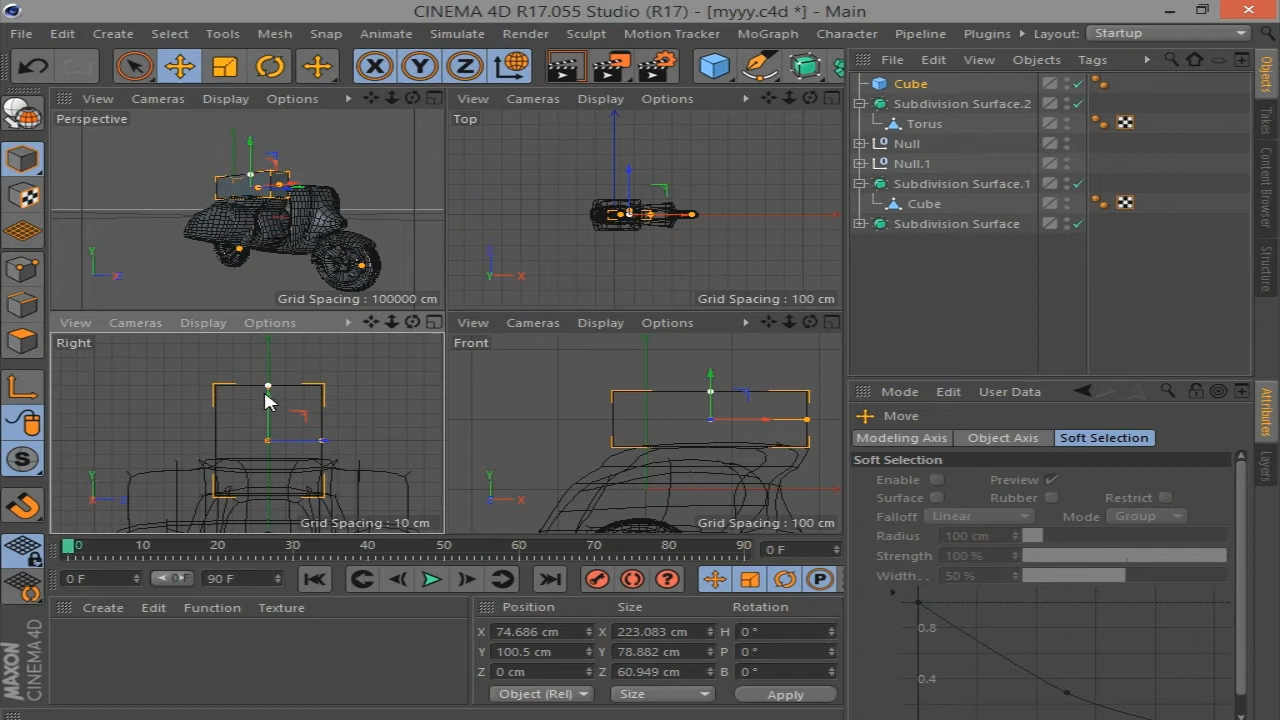 CINEMA 4D R17.055 Studio (R17) - [myyy.c4d *] - Main
File Edit Create Select Tools Mesh Snap Animate Simulate Render Sculpt Motion Tracker MoGraph Character Pipeline Plugins Layout: Startup
X Y Z
File Edit View Objects Tags
View Cameras Display Options
Perspective
Y
Grid Spacing : 100000 cm
View Cameras Display Options
Top
Y X
Grid Spacing : 100 cm
View Cameras Display Options
Right
Y
X
Grid Spacing : 10 cm
View Cameras Display Options
Front
Y
X
Grid Spacing : 100 cm
Cube
Subdivision Surface.2
Torus
Null
Null.1
Subdivision Surface.1
Cube
Subdivision Surface
Objects
Takes
Content Browser
Structure
Mode Edit User Data
Move
Modeling Axis Object Axis Soft Selection
Soft Selection
Enable Preview
Surface Rubber Restrict
Falloff Linear Mode Group
Radius 100 cm
Strength 100 %
Width . . 50 %
0.8
0.4
Attributes
Layers
S
0 10 20 30 40 50 60 70 80 90 0 F
0 F 0 F 90 F
P
Create Edit Function Texture
Position Size Rotation
X 74.686 cm X 223.083 cm H 0 °
Y 100.5 cm Y 78.882 cm P 0 °
Z 0 cm Z 60.949 cm B 0 °
Object (Rel) Size Apply
MAXON
CINEMA 4D